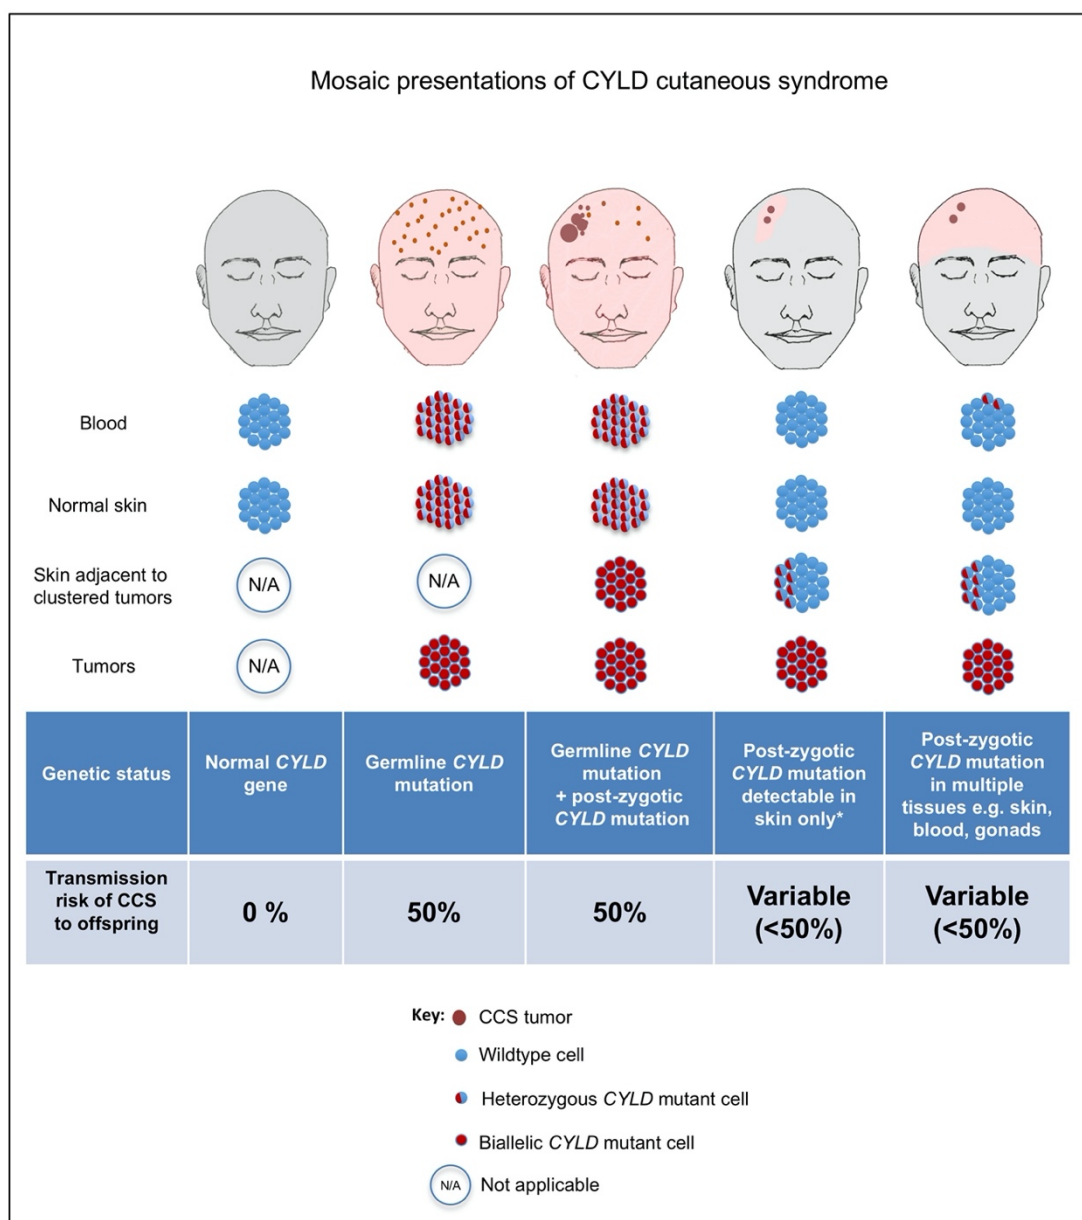 Mosaic presentations of CYLD cutaneous syndrome
Blood
Normal skin
Skin adjacent to
clustered tumors
N/A
N/A
Tumors
N/A
Genetic status
Normal CYLD
gene
Germline CYLD
mutation
Germline CYLD
mutation
+ post-zygotic
CYLD mutation
Post-zygotic
CYLD mutation
detectable in
skin only*
Post-zygotic
CYLD mutation
in multiple
tissues e.g. skin,
blood, gonads
Transmission
risk of CCS
to offspring
0 %
50%
50%
Variable
(<50%)
Variable
(<50%)
Key:
CCS tumor
Wildtype cell
Heterozygous CYLD mutant cell
Biallelic CYLD mutant cell
N/A Not applicable